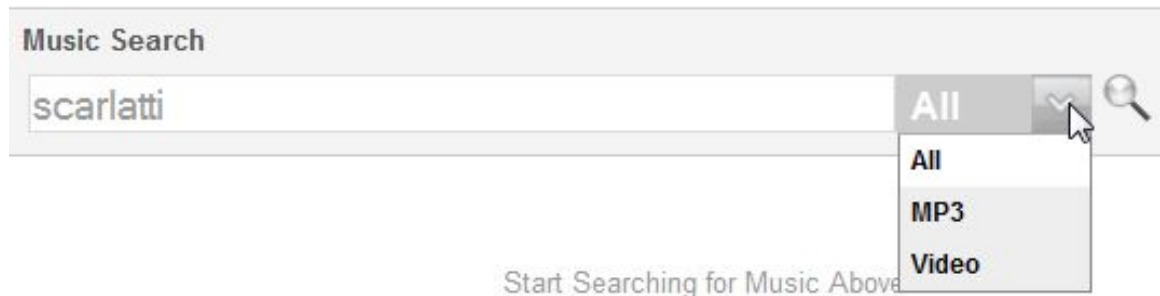 Music Search
scarlatti
All
All
MP3
Video
Start Searching for Music Above